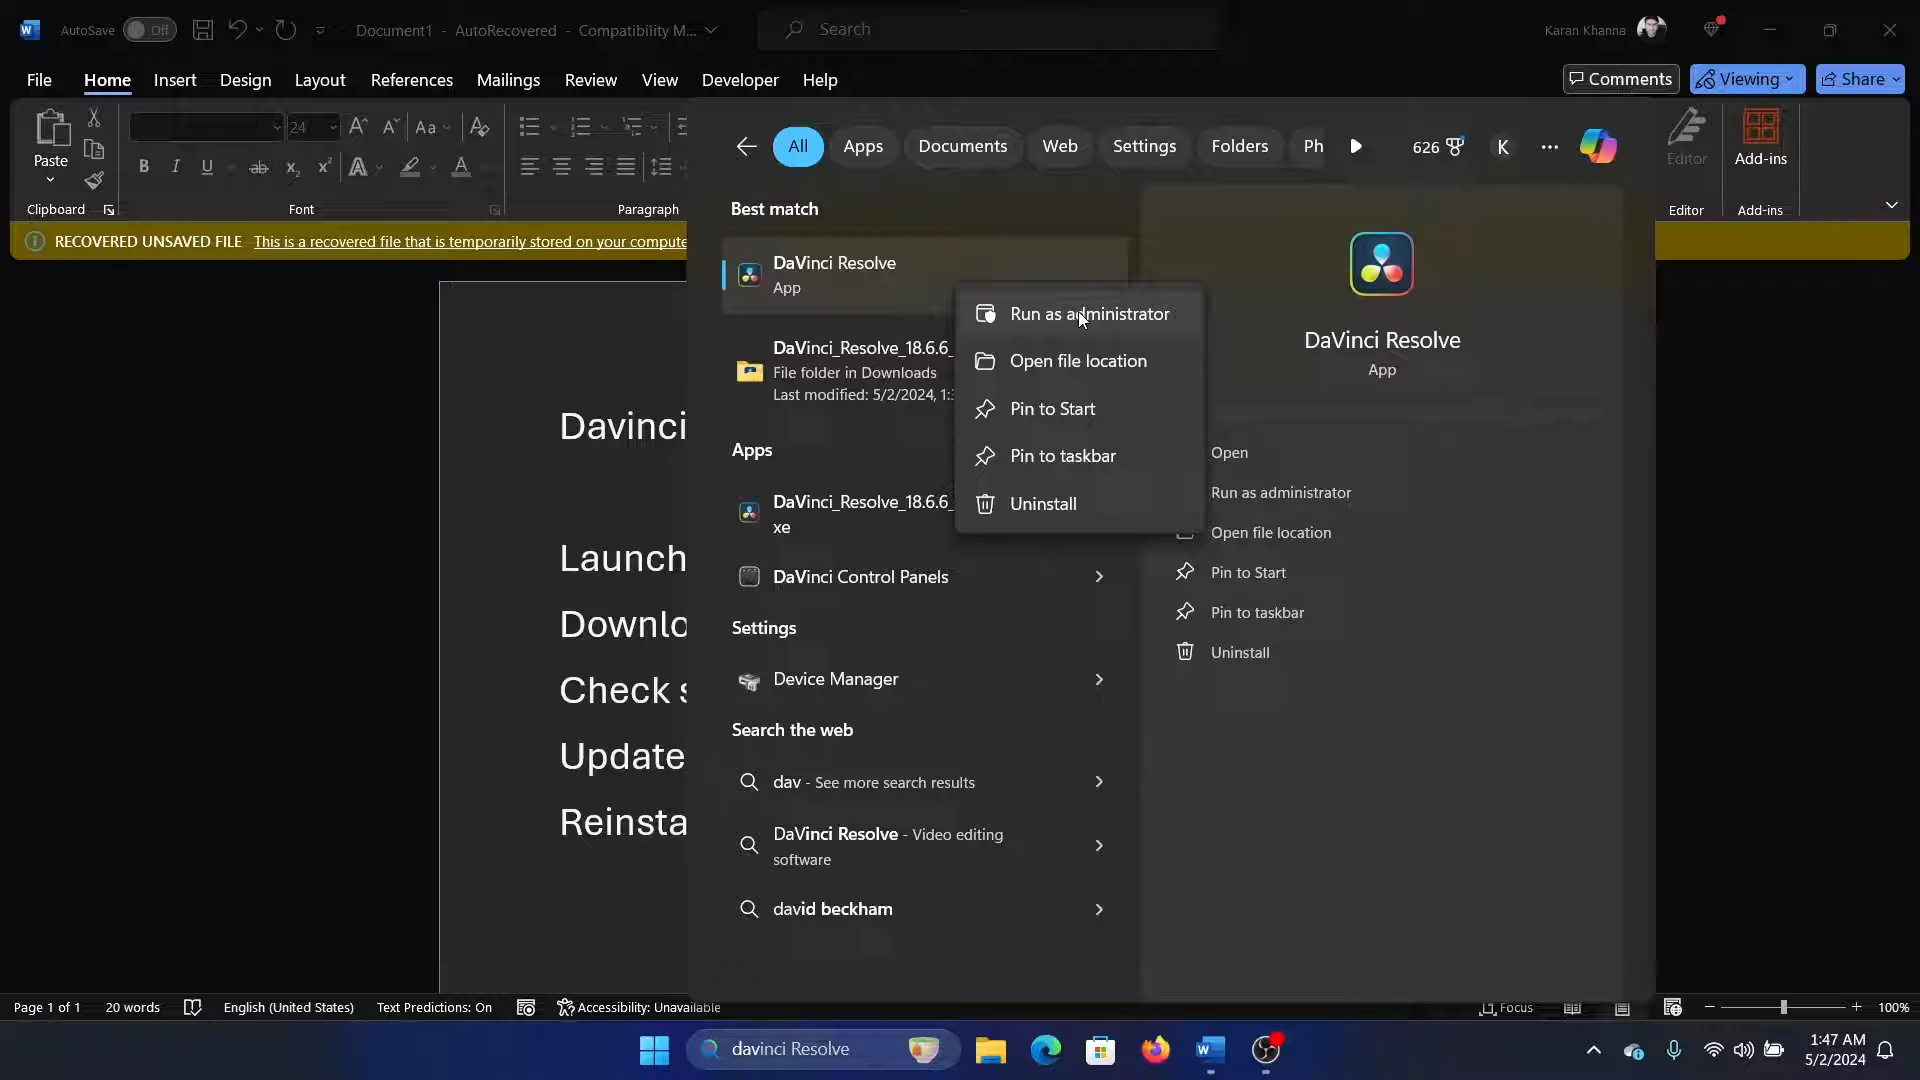 AutoSave Off Document1 - AutoRecovered - Compatibility M... Search Karan Khanna
File Home Insert Design Layout References Mailings Review View Developer Help Comments Viewing Share
Paste
24
Aa
B I U ab x₂ x² A A
Clipboard Font Paragraph
Editor Add-ins
Editor Add-ins
RECOVERED UNSAVED FILE This is a recovered file that is temporarily stored on your compute
All Apps Documents Web Settings Folders Ph 626 K
Best match
DaVinci Resolve
App
DaVinci_Resolve_18.6.6_
File folder in Downloads
Last modified: 5/2/2024, 1:
Apps
DaVinci_Resolve_18.6.6_
xe
DaVinci Control Panels
Settings
Device Manager
Search the web
dav - See more search results
DaVinci Resolve - Video editing
software
david beckham
Run as administrator
Open file location
Pin to Start
Pin to taskbar
Uninstall
DaVinci Resolve
App
Open
Run as administrator
Open file location
Pin to Start
Pin to taskbar
Uninstall
Davinci
Launch
Downlo
Check
Update
Reinsta
Page 1 of 1 20 words English (United States) Text Predictions: On Accessibility: Unavailable Focus 100%
davinci Resolve
1:47 AM
5/2/2024